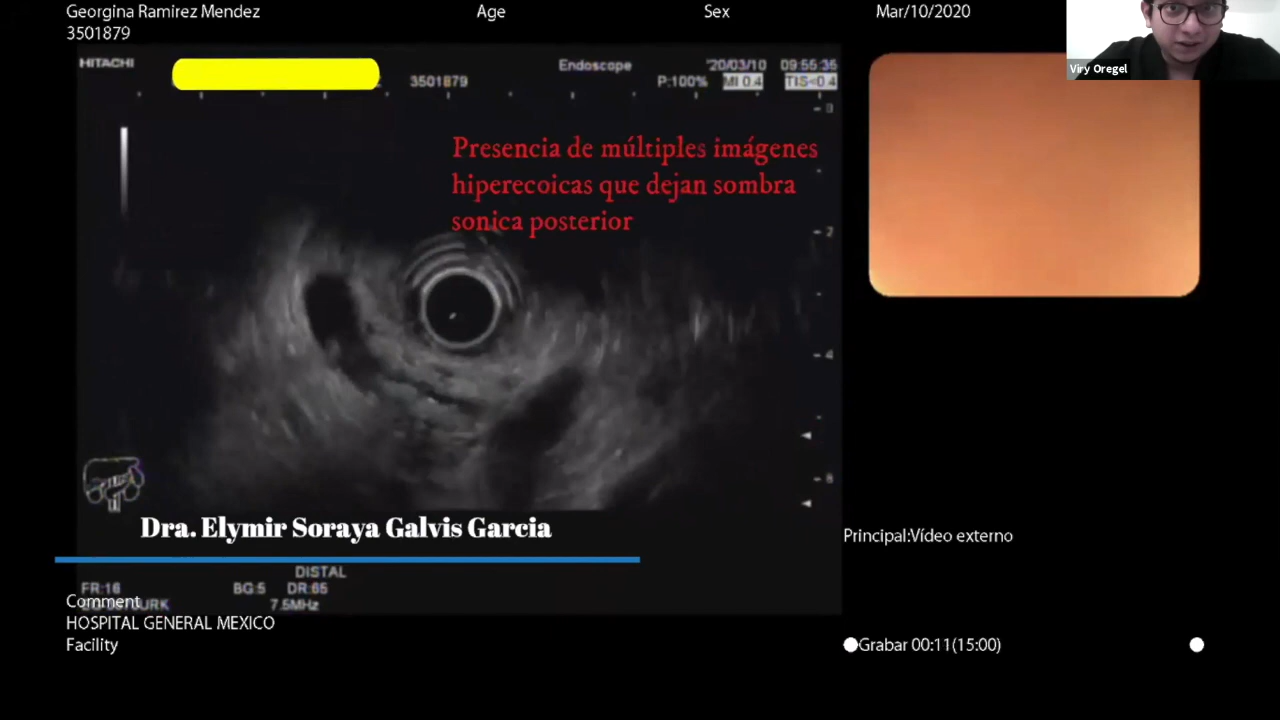 Georgina Ramirez Mendez
Age
Sex
Mar/10/2020
3501879
Viry Oregel
HITACHI
3501879
Endoscope
'20/03/10
09:55:35
P:100%
MI 0.4
TIS<0.4
Presencia de múltiples imágenes
hiperecoicas que dejan sombra
sonica posterior
2
4
6
Dra. Elymir Soraya Galvis Garcia
Principal:Vídeo externo
DISTAL
FR:16
BG:5
DR:65
7.5MHz
Comment
HOSPITAL GENERAL MEXICO
Facility
Grabar 00:11(15:00)